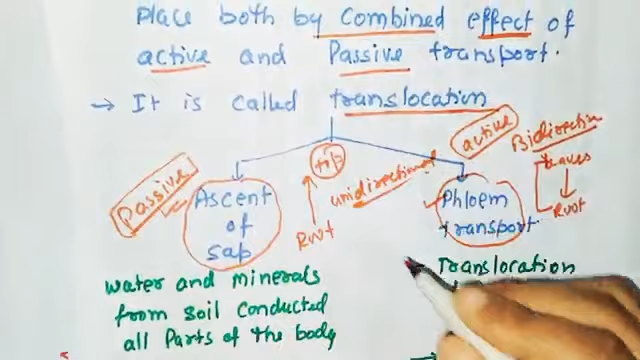 Place both by combined effect of
active and Passive transport.
→ It is called translocation
Passive
Ascent
of
sap
tip
Root
unidirectional
active
Phloem
transport
Bidirection
leaves
Root
water and minerals
from soil conducted
all Parts of the body
Translocation